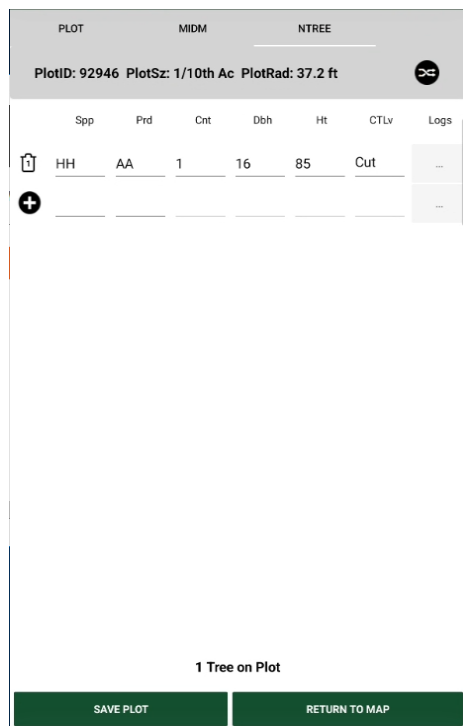 PLOT MIDM NTREE
PlotID: 92946 PlotSz: 1/10th Ac PlotRad: 37.2 ft
Spp Prd Cnt Dbh Ht CTLv Logs
1 HH AA 1 16 85 Cut ...
...
1 Tree on Plot
SAVE PLOT RETURN TO MAP